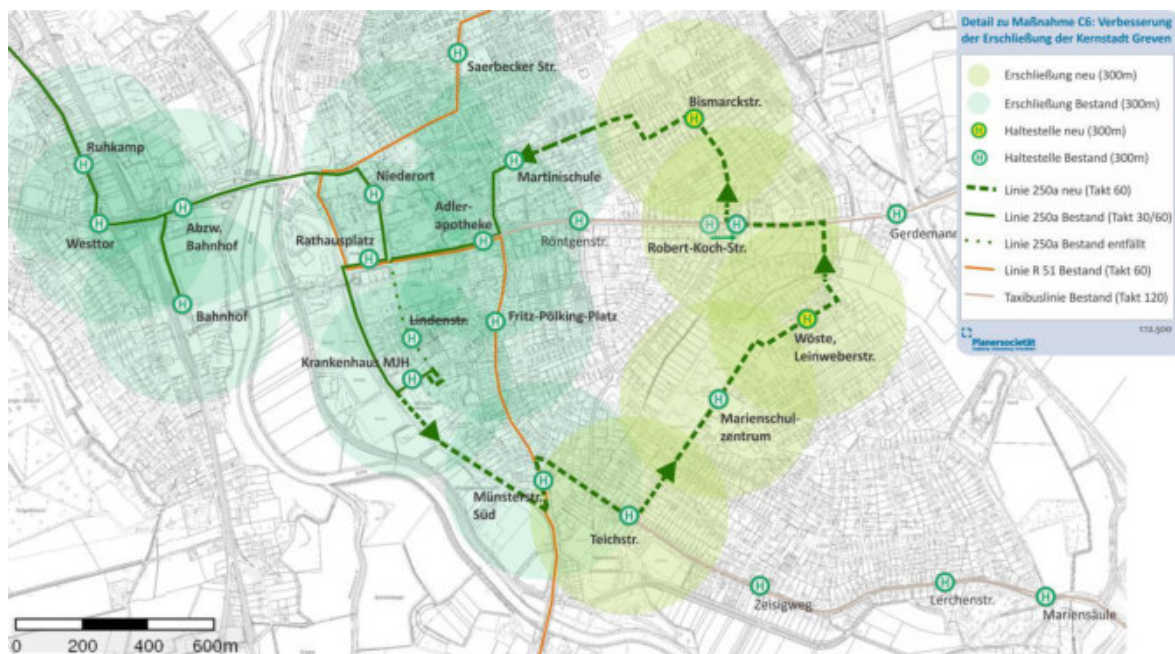 Detail zu Maßnahme C6: Verbesserung
der Erschließung der Kernstadt Greven
Erschließung neu (300m)
Erschließung Bestand (300m)
H Haltestelle neu (300m)
H Haltestelle Bestand (300m)
Linie 250a neu (Takt 60)
Linie 250a Bestand (Takt 30/60)
Linie 250a Bestand entfällt
Linie R 51 Bestand (Takt 60)
Taxibuslinie Bestand (Takt 120)
1:12.500
Planersocietät
Saerbecker Str.
Bismarckstr.
Ruhkamp
Niederort
Martinischule
Adler-
apotheke
Westtor
Abzw.
Bahnhof
Rathausplatz
Röntgenstr.
Robert-Koch-Str.
Gerdemann
Bahnhof
Lindenstr.
Fritz-Pölking-Platz
Wöste,
Leinweberstr.
Krankenhaus MJH
Marienschul-
zentrum
Münsterstr.
Süd
Teichstr.
Zeisigweg
Lerchenstr.
Mariensäule
0 200 400 600m